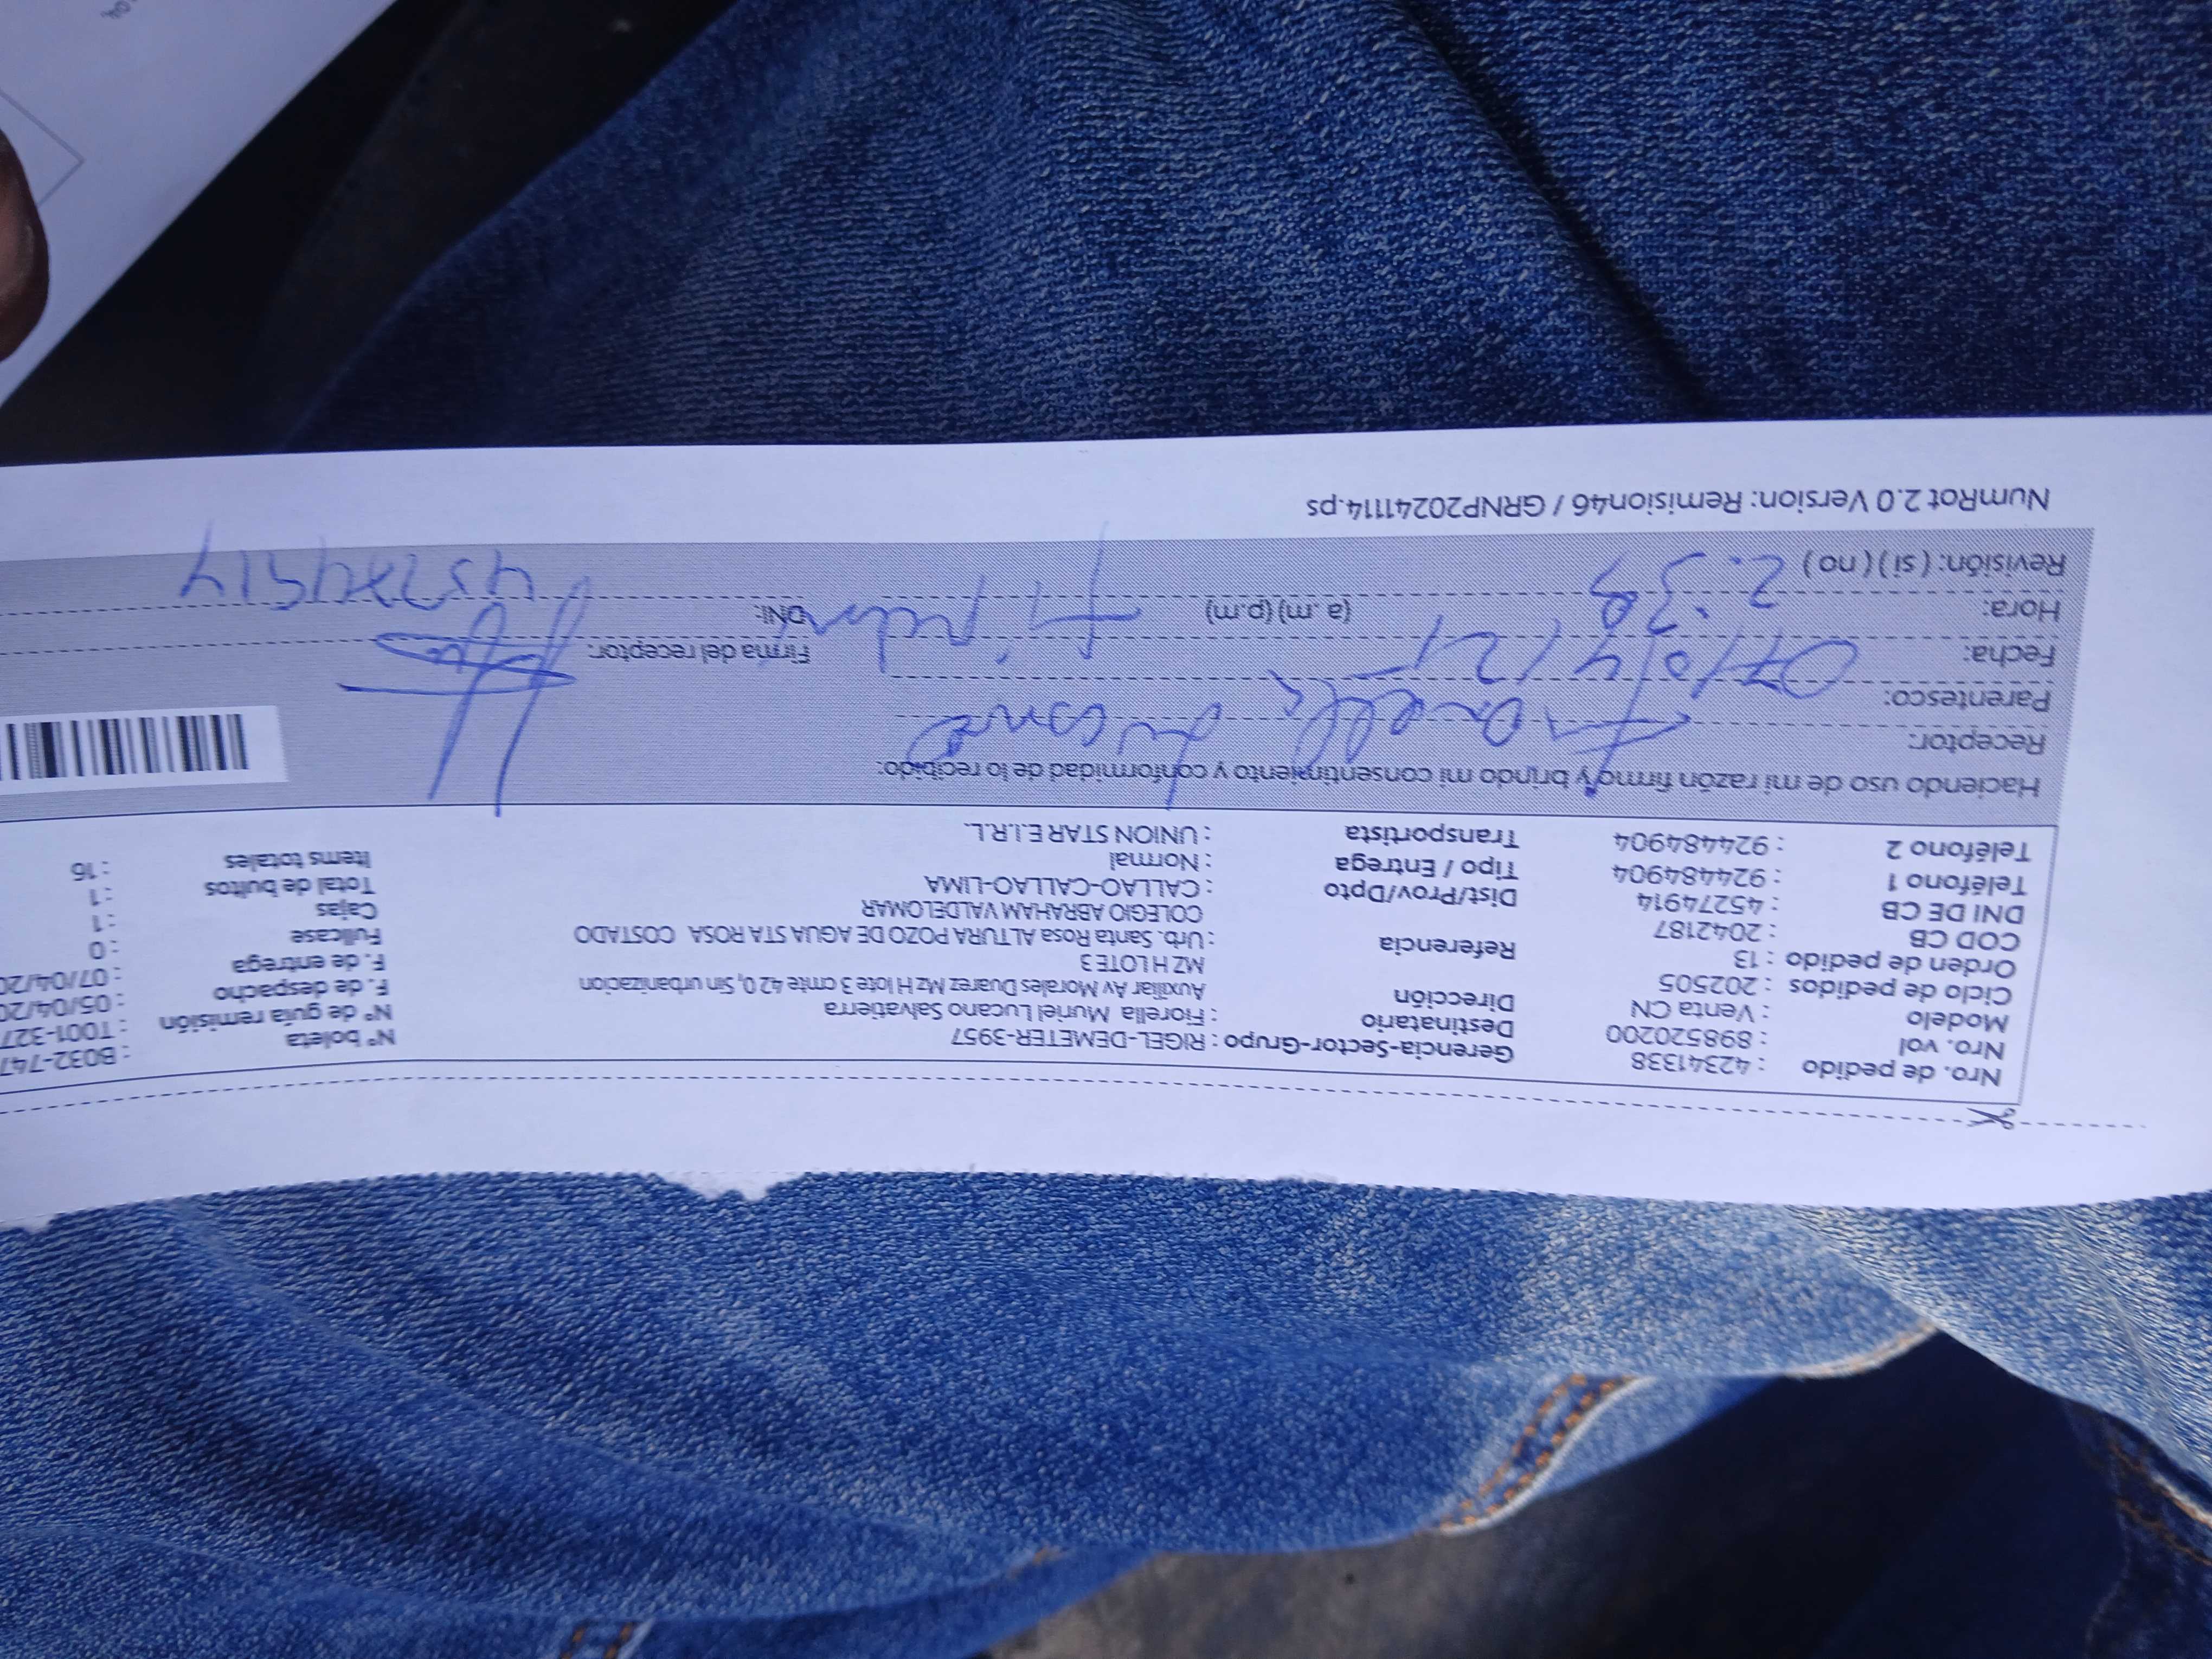 Nro. de pedido : 42341338 Gerencia-Sector-Grupo : RIGEL-DEMETER-3957 N° boleta : B032-747
Nro. vol : 898520200 Destinatario : Fiorella Muriel Lucano Salvatierra N° de guía remisión : T001-327
Modelo : Venta CN Dirección Auxiliar Av Morales Duarez Mz H lote 3 cmte 42 0, Sin urbanizacion F. de despacho : 05/04/20
Ciclo de pedidos : 202505 MZ H LOTE 3 F. de entrega : 07/04/20
Orden de pedido : 13 Referencia : Urb. Santa Rosa ALTURA POZO DE AGUA STA ROSA COSTADO Fullcase : 0
COD CB : 2042187 COLEGIO ABRAHAM VALDELOMAR Cajas : 1
DNI DE CB : 45274914 Dist/Prov/Dpto : CALLAO-CALLAO-LIMA Total de bultos : 1
Teléfono 1 : 924484904 Tipo / Entrega : Normal Items totales : 16
Teléfono 2 : 924484904 Transportista : UNION STAR E.I.R.L.
Haciendo uso de mi razón firmo y brindo mi consentimiento y conformidad de lo recibido:
Receptor: Fiorella Lucano
Parentesco:
Fecha: 07/04/25 Firma del receptor:
Hora: 2:39 (a .m) (p.m) DNI:
Revisión: ( si ) ( no )
NumRot 2.0 Version: Remision46 / GRNP20241114.ps